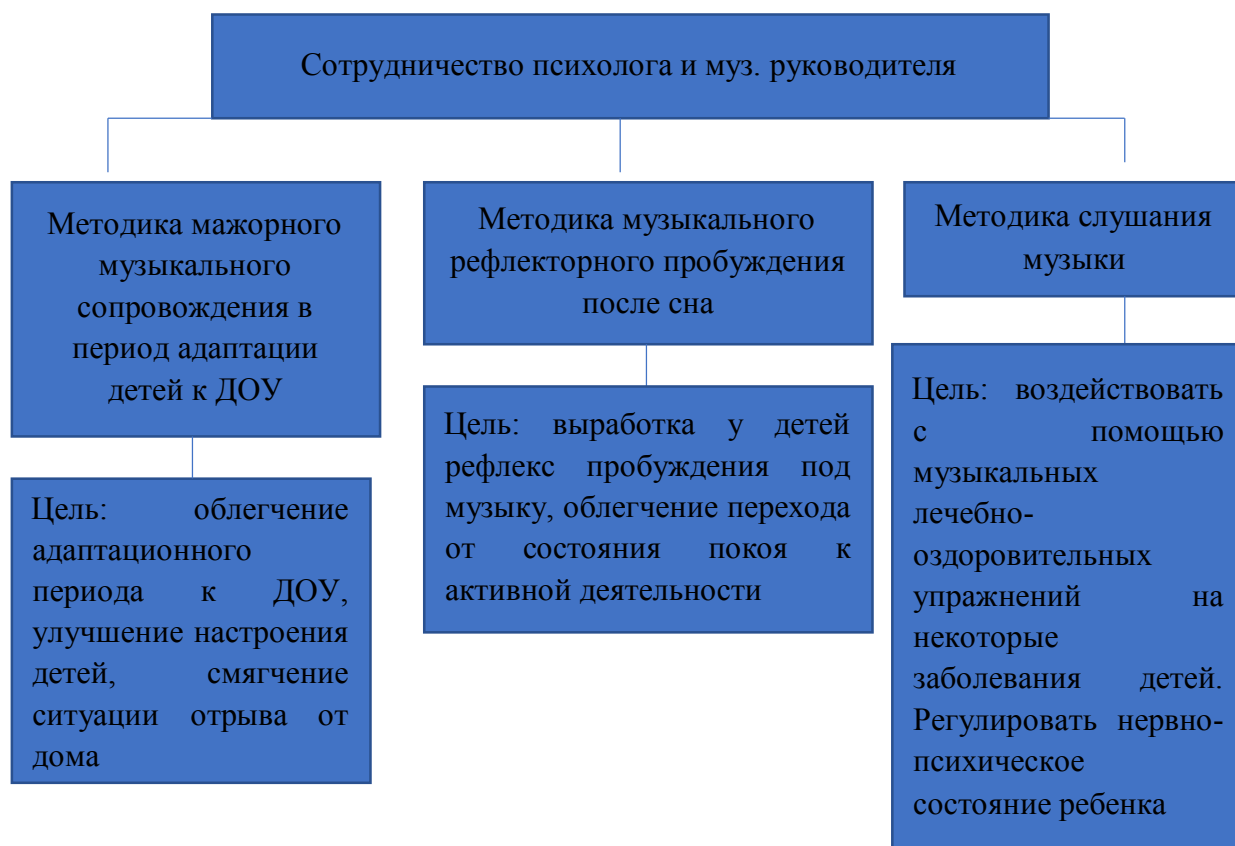 Сотрудничество психолога и муз. руководителя
Методика мажорного
музыкального
сопровождения в
период адаптации
детей к ДОУ
Цель: облегчение
адаптационного
периода к ДОУ,
улучшение настроения
детей, смягчение
ситуации отрыва от
дома
Методика музыкального
рефлекторного пробуждения
после сна
Цель: выработка у детей
рефлекс пробуждения под
музыку, облегчение перехода
от состояния покоя к
активной деятельности
Методика слушания
музыки
Цель: воздействовать
с помощью
музыкальных
лечебно-
оздоровительных
упражнений на
некоторые
заболевания детей.
Регулировать нервно-
психическое
состояние ребенка